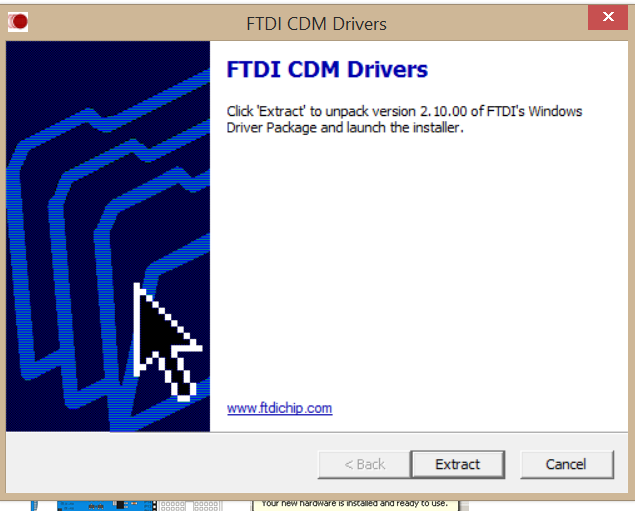 FTDI CDM Drivers
FTDI CDM Drivers
Click 'Extract' to unpack version 2.10.00 of FTDI's Windows
Driver Package and launch the installer.
www.ftdichip.com
< Back
Extract
Cancel
Your new hardware is installed and ready to use.